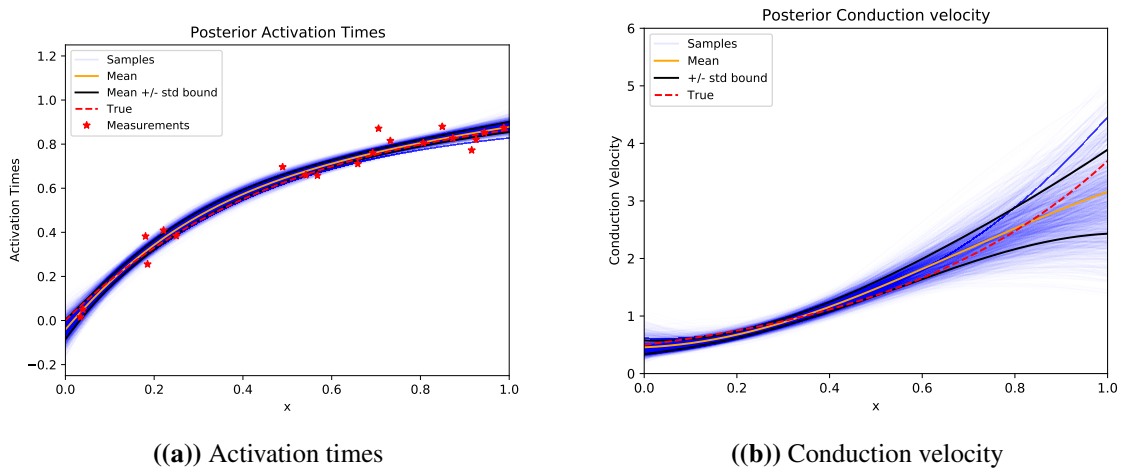 Posterior Activation Times
Samples
Mean
Mean +/- std bound
True
Measurements
1.2
1.0
0.8
0.6
0.4
0.2
0.0
−0.2
Activation Times
0.0 0.2 0.4 0.6 0.8 1.0
x
((a)) Activation times
Posterior Conduction velocity
Samples
Mean
+/- std bound
True
6
5
4
3
2
1
0
Conduction Velocity
0.0 0.2 0.4 0.6 0.8 1.0
x
((b)) Conduction velocity